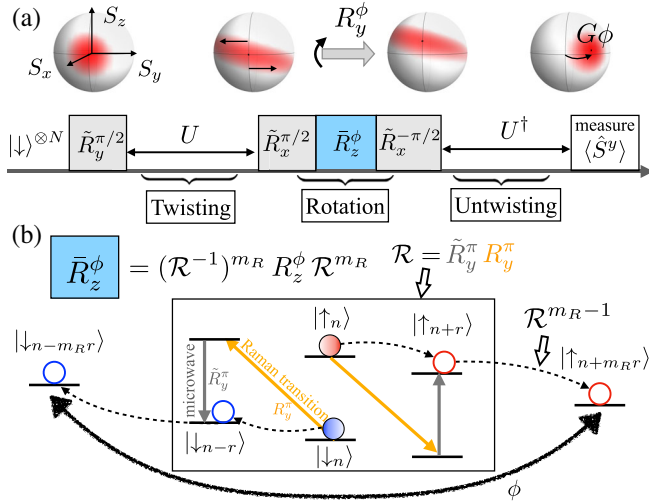 (a)
S_z
S_x
S_y
R_y^ϕ
Gϕ
|↓⟩^{⊗N}
R̃_y^{π/2}
U
R̃_x^{π/2}
R̄_z^ϕ
R̃_x^{−π/2}
U^†
measure
⟨Ŝ^y⟩
Twisting
Rotation
Untwisting
(b)
R̄_z^ϕ = (ℛ^{−1})^{m_R} R_z^ϕ ℛ^{m_R}
ℛ = R̃_y^π R_y^π
|↑_n⟩
|↑_{n+r}⟩
ℛ^{m_R−1}
|↓_{n−m_R r}⟩
|↑_{n+m_R r}⟩
microwave
R̃_y^π
Raman transition
R_y^π
|↓_{n−r}⟩
|↓_n⟩
ϕ